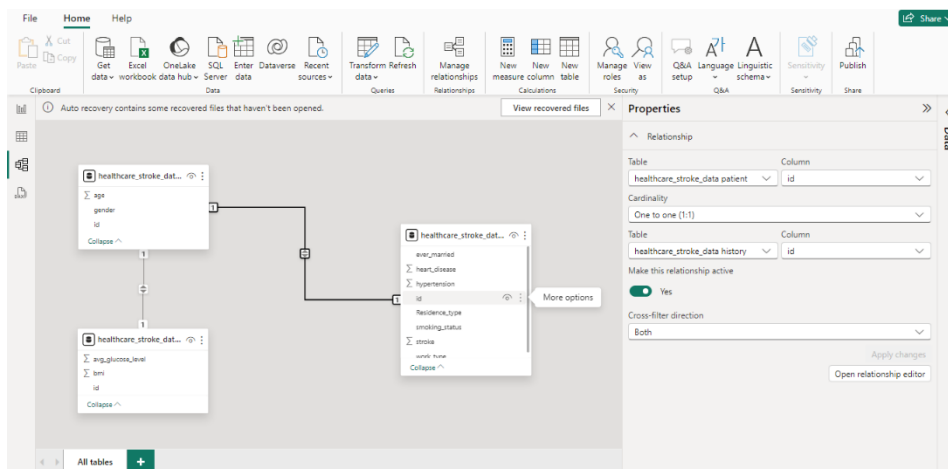 File Home Help Share
Paste Cut Copy
Get data Excel workbook OneLake data hub SQL Server Enter data Dataverse Recent sources Transform data Refresh Manage relationships New measure New column New table Manage roles View as Q&A setup Language Linguistic schema Sensitivity Publish
Clipboard Data Queries Relationships Calculations Security Q&A Sensitivity Share
Auto recovery contains some recovered files that haven't been opened. View recovered files
healthcare_stroke_dat...
age
gender
id
Collapse
1
1
1
1
healthcare_stroke_dat...
avg_glucose_level
bmi
id
Collapse
healthcare_stroke_dat...
ever_married
heart_disease
hypertension
id
More options
Residence_type
smoking_status
stroke
work_type
Collapse
Properties
Relationship
Table Column
healthcare_stroke_data patient id
Cardinality
One to one (1:1)
Table Column
healthcare_stroke_data history id
Make this relationship active
Yes
Cross-filter direction
Both
Apply changes
Open relationship editor
Data
All tables +